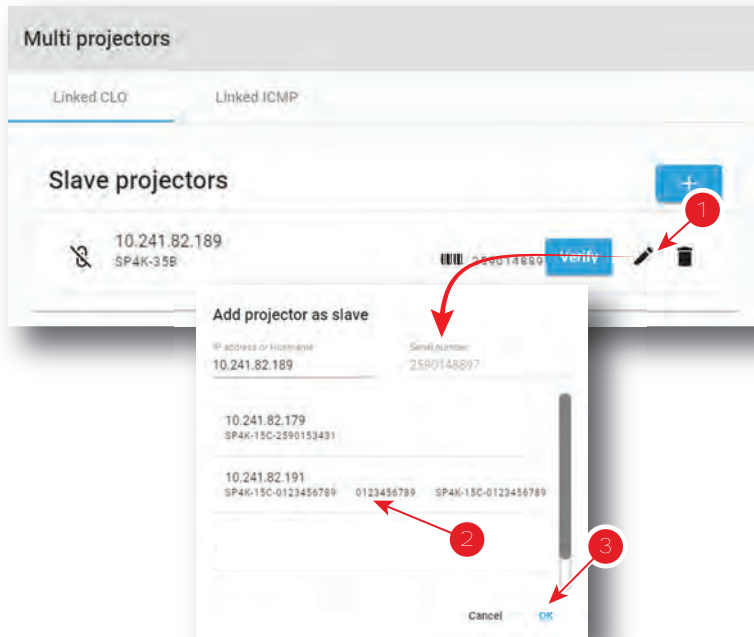 Multi projectors
Linked CLO Linked ICMP
Slave projectors
+
1
10.241.82.189
SP4K-35B
Verify
Add projector as slave
IP address or Hostname Serial number
10.241.82.189 2590148897
10.241.82.179
SP4K-15C-2590153431
10.241.82.191
SP4K-15C-0123456789 0123456789 SP4K-15C-0123456789
2
3
Cancel OK